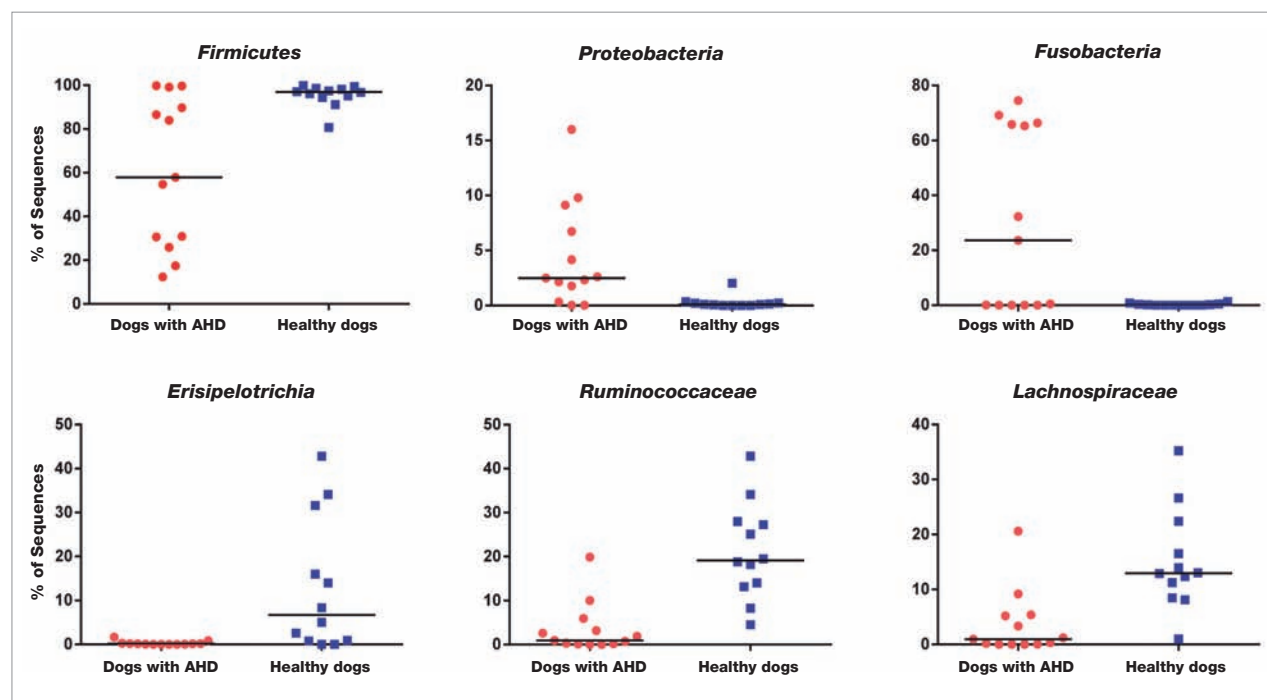 Firmicutes
Proteobacteria
Fusobacteria
% of Sequences
100
80
60
40
20
0
Dogs with AHD
Healthy dogs
20
15
10
5
0
Dogs with AHD
Healthy dogs
80
60
40
20
0
Dogs with AHD
Healthy dogs
Erisipelotrichia
Ruminococcaceae
Lachnospiraceae
% of Sequences
50
40
30
20
10
0
Dogs with AHD
Healthy dogs
50
40
30
20
10
0
Dogs with AHD
Healthy dogs
40
30
20
10
0
Dogs with AHD
Healthy dogs